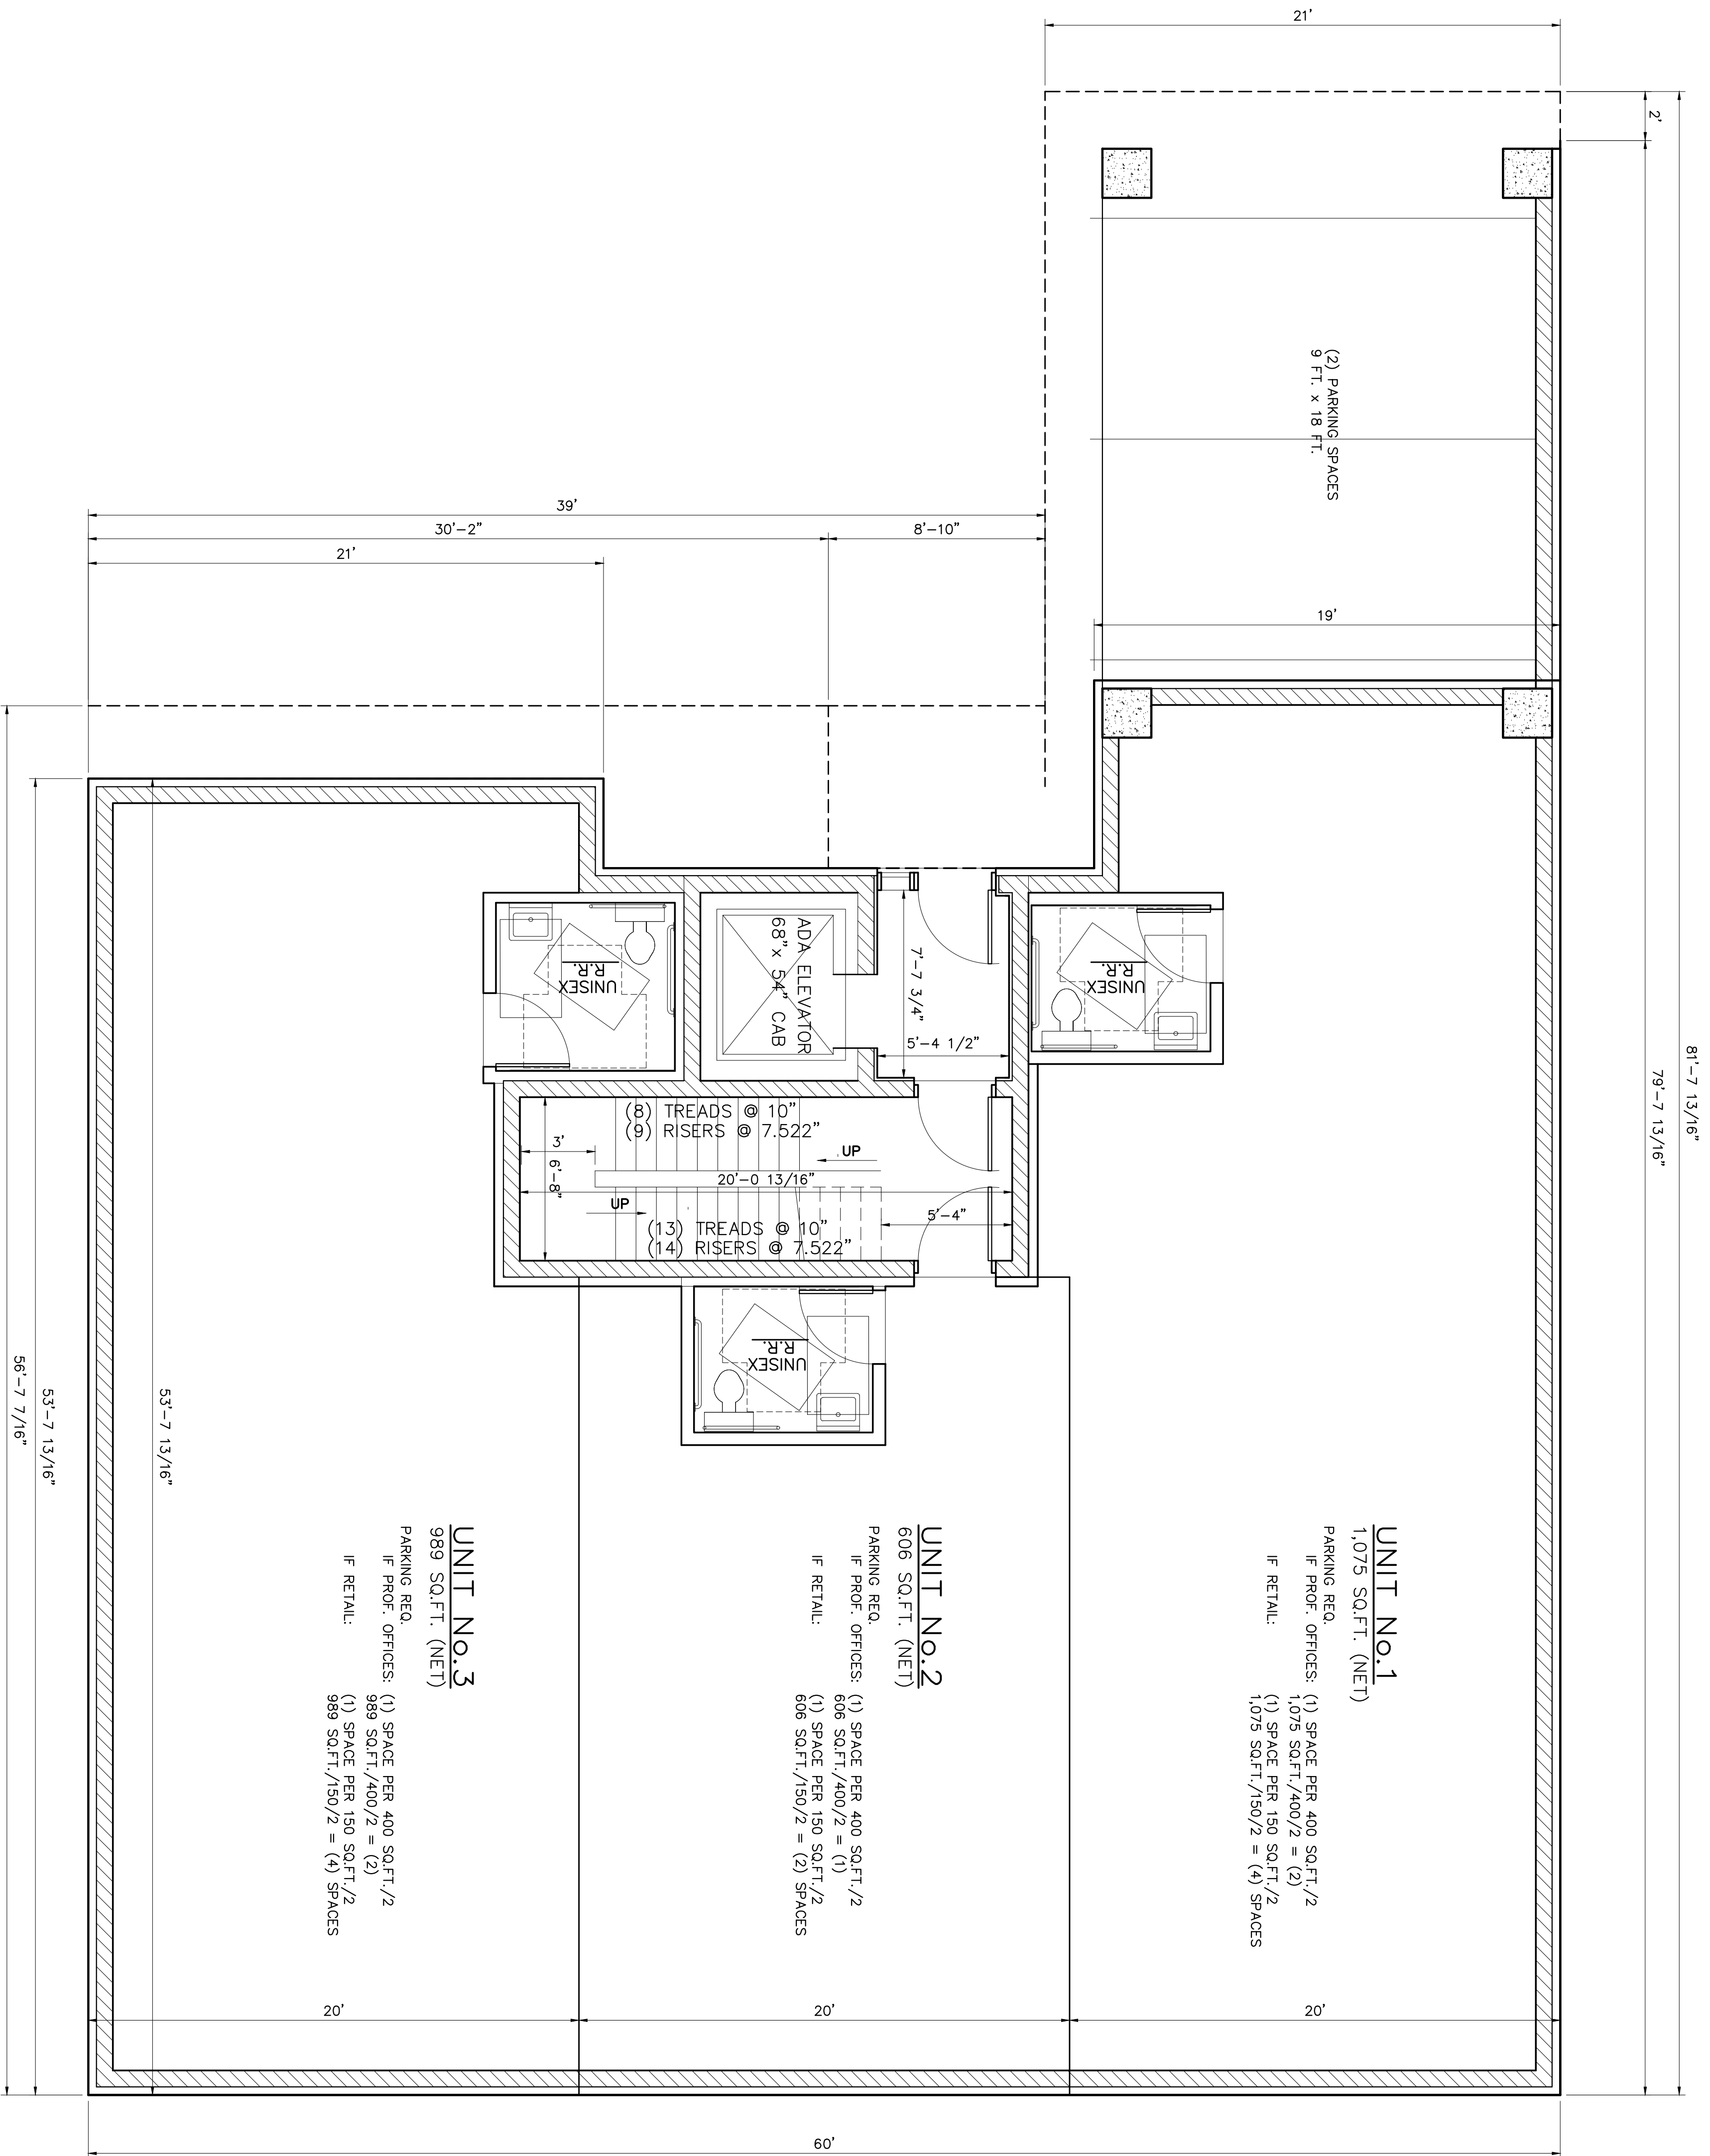 21'
2'
81'-7 13/16"
79'-7 13/16"
(2) PARKING SPACES
9 FT. x 18 FT.
39'
30'-2"
8'-10"
21'
19'
ADA ELEVATOR
68"x 54" CAB
7'-7 3/4"
5'-4 1/2"
UNISEX
R.R.
UNISEX
R.R.
(8) TREADS @ 10"
(9) RISERS @ 7.522"
3'
6'-8"
UP
20'-0 13/16"
UP
5'-4"
(13) TREADS @ 10"
(14) RISERS @ 7.522"
UNISEX
R.R.
UNIT No.1
1,075 SQ.FT. (NET)
PARKING REQ.
IF PROF. OFFICES: (1) SPACE PER 400 SQ.FT./2
1,075 SQ.FT./400/2 = (2)
IF RETAIL: (1) SPACE PER 150 SQ.FT./2
1,075 SQ.FT./150/2 = (4) SPACES
UNIT No.2
606 SQ.FT. (NET)
PARKING REQ.
IF PROF. OFFICES: (1) SPACE PER 400 SQ.FT./2
606 SQ.FT./400/2 = (1)
IF RETAIL: (1) SPACE PER 150 SQ.FT./2
606 SQ.FT./150/2 = (2) SPACES
UNIT No.3
989 SQ.FT. (NET)
PARKING REQ.
IF PROF. OFFICES: (1) SPACE PER 400 SQ.FT./2
989 SQ.FT./400/2 = (2)
IF RETAIL: (1) SPACE PER 150 SQ.FT./2
989 SQ.FT./150/2 = (4) SPACES
53'-7 13/16"
53'-7 13/16"
56'-7 7/16"
20'
20'
20'
60'